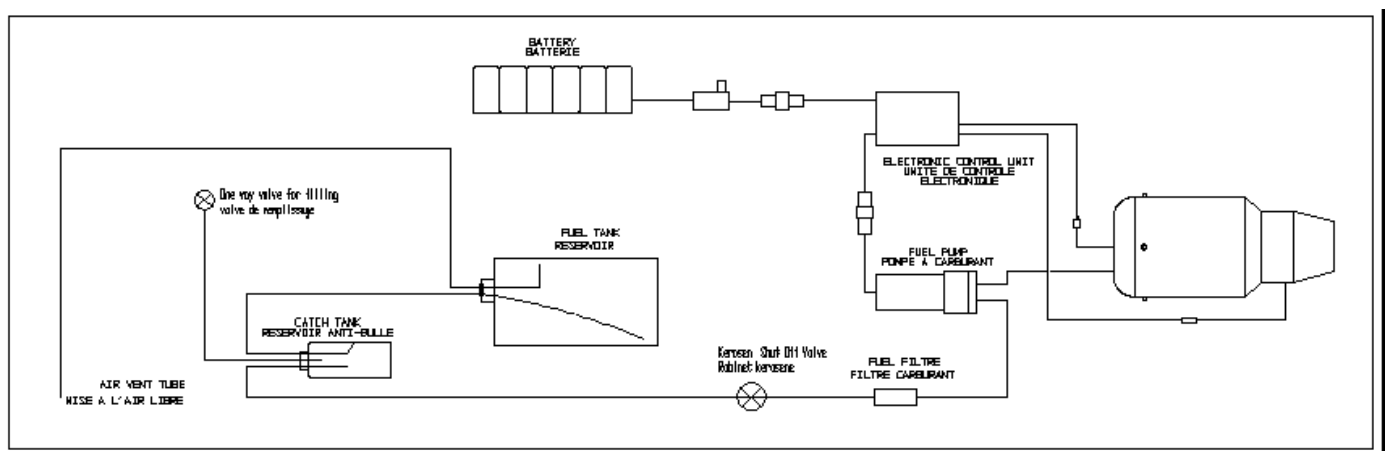 BATTERY
BATTERIE
ELECTRONIC CONTROL UNIT
UNITE DE CONTROLE
ELECTRONIQUE
One way valve for filling
valve de remplissage
FUEL TANK
RESERVOIR
FUEL PUMP
POMPE A CARBURANT
CATCH TANK
RESERVOIR ANTI-BULLE
Kerosen Shut Off Valve
Robinet kerosene
FUEL FILTRE
FILTRE CARBURANT
AIR VENT TUBE
MISE A L'AIR LIBRE